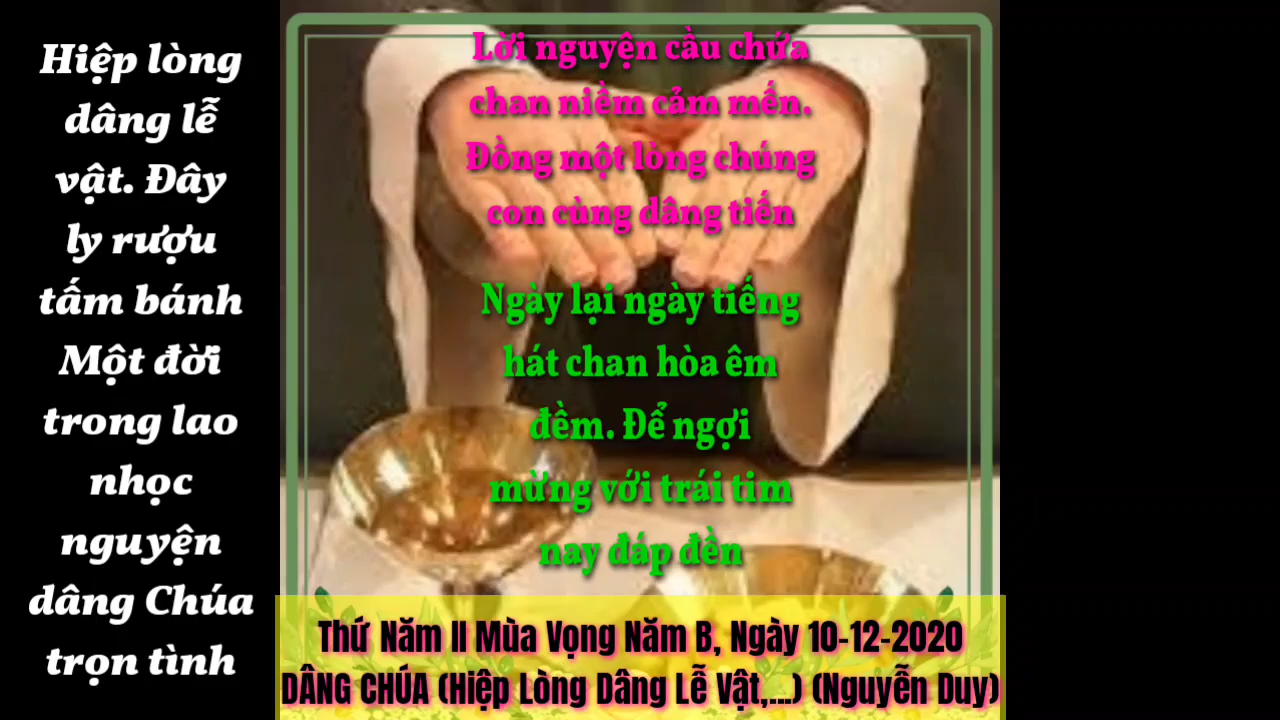 Hiệp lòng
dâng lễ
vật. Đây
ly rượu
tấm bánh
Một đời
trong lao
nhọc
nguyện
dâng Chúa
trọn tình
Lời nguyện cầu chứa
chan niềm cảm mến.
Đồng một lòng chúng
con cùng dâng tiến
Ngày lại ngày tiếng
hát chan hòa êm
đềm. Để ngợi
mừng với trái tim
nay đáp đền
Thứ Năm II Mùa Vọng Năm B, Ngày 10-12-2020
DÂNG CHÚA (Hiệp Lòng Dâng Lễ Vật,...) (Nguyễn Duy)